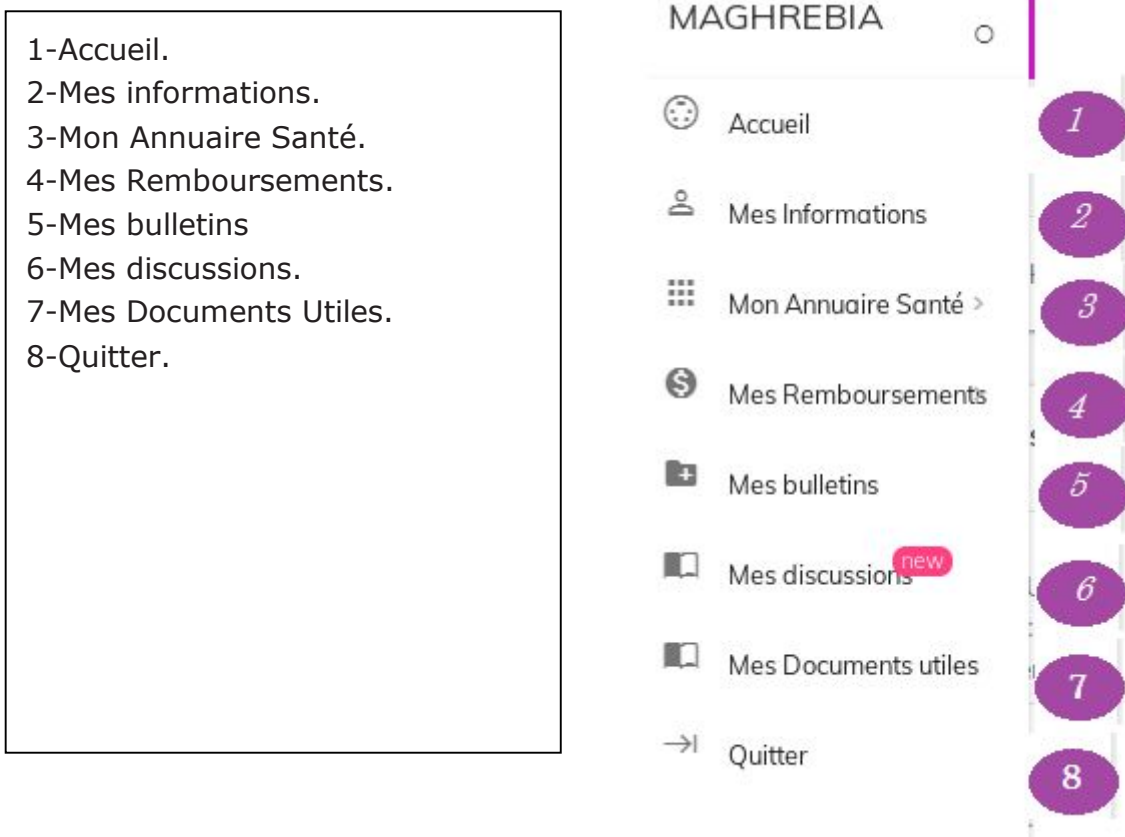 1-Accueil.
2-Mes informations.
3-Mon Annuaire Santé.
4-Mes Remboursements.
5-Mes bulletins
6-Mes discussions.
7-Mes Documents Utiles.
8-Quitter.
MAGHREBIA
Accueil 1
Mes Informations 2
Mon Annuaire Santé > 3
Mes Remboursements 4
Mes bulletins 5
Mes discussions new 6
Mes Documents utiles 7
Quitter 8